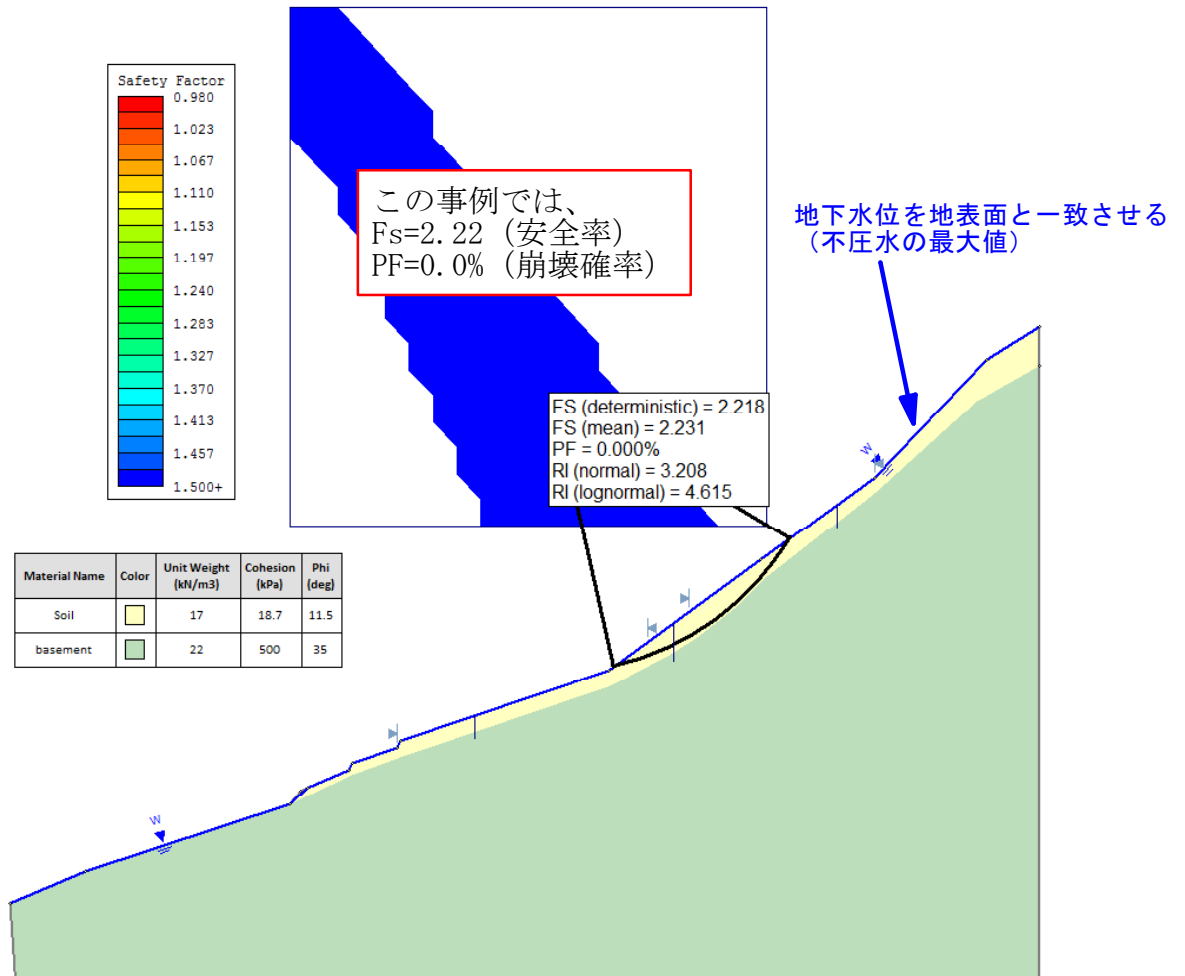 Safety Factor
0.980
1.023
1.067
1.110
1.153
1.197
1.240
1.283
1.327
1.370
1.413
1.457
1.500+
この事例では、
Fs=2.22（安全率）
PF=0.0%（崩壊確率）
地下水位を地表面と一致させる
（不圧水の最大値）
FS (deterministic) = 2.218
FS (mean) = 2.231
PF = 0.000%
RI (normal) = 3.208
RI (lognormal) = 4.615
W
Material Name Color Unit Weight (kN/m3) Cohesion (kPa) Phi (deg)
Soil 17 18.7 11.5
basement 22 500 35
W